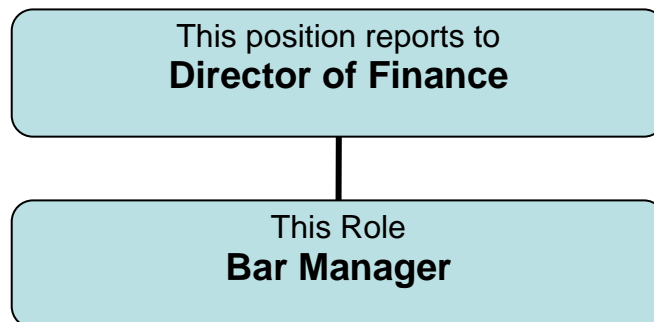 This position reports to
Director of Finance
This Role
Bar Manager